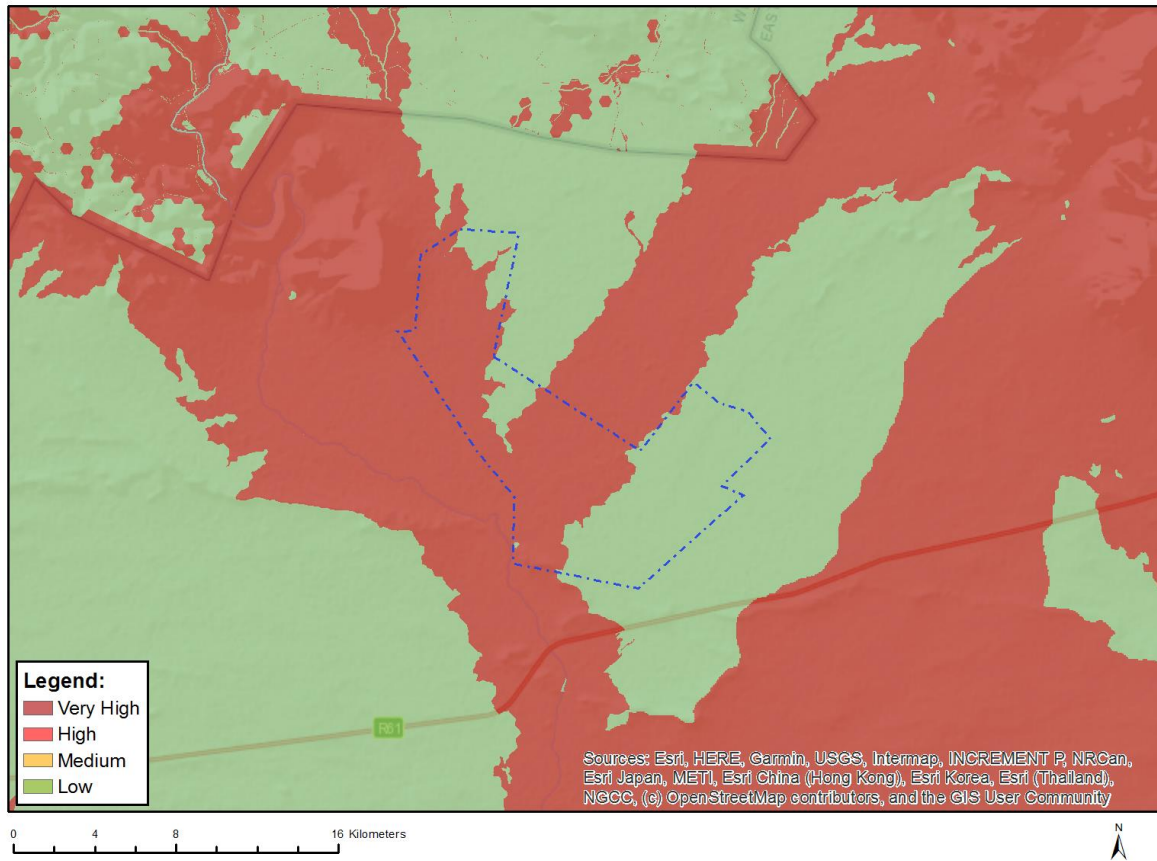 EAST
R61
Legend:
Very High
High
Medium
Low
Sources: Esri, HERE, Garmin, USGS, Intermap, INCREMENT P, NRCan,
Esri Japan, METI, Esri China (Hong Kong), Esri Korea, Esri (Thailand),
NGCC, (c) OpenStreetMap contributors, and the GIS User Community
0 4 8 16 Kilometers
N